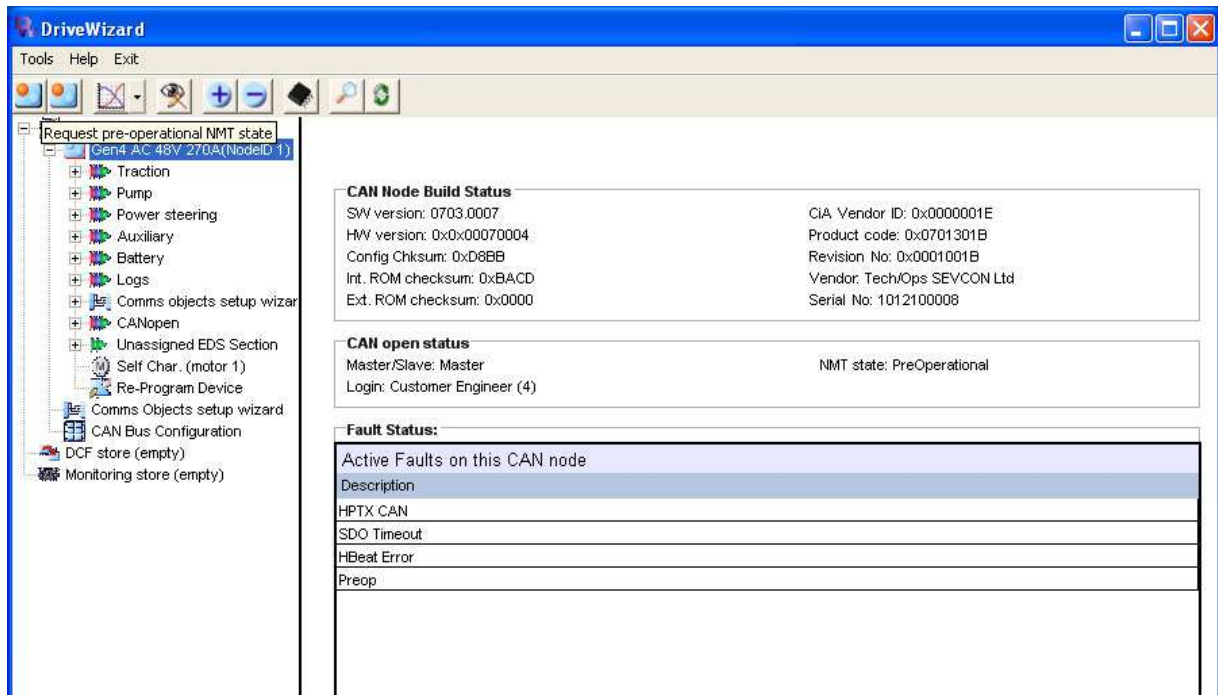 DriveWizard
Tools Help Exit
Request pre-operational NMT state
Gen4 AC 48V 270A(NodeID 1)
Traction
Pump
Power steering
Auxiliary
Battery
Logs
Comms objects setup wizar
CANopen
Unassigned EDS Section
Self Char. (motor 1)
Re-Program Device
Comms Objects setup wizard
CAN Bus Configuration
DCF store (empty)
Monitoring store (empty)
CAN Node Build Status
SW version: 0703.0007
HW version: 0x0x00070004
Config Chksum: 0xD8BB
Int. ROM checksum: 0xBACD
Ext. ROM checksum: 0x0000
CiA Vendor ID: 0x0000001E
Product code: 0x0701301B
Revision No: 0x0001001B
Vendor: Tech/Ops SEVCON Ltd
Serial No: 1012100008
CAN open status
Master/Slave: Master
Login: Customer Engineer (4)
NMT state: PreOperational
Fault Status:
Active Faults on this CAN node
Description
HPTX CAN
SDO Timeout
HBeat Error
Preop